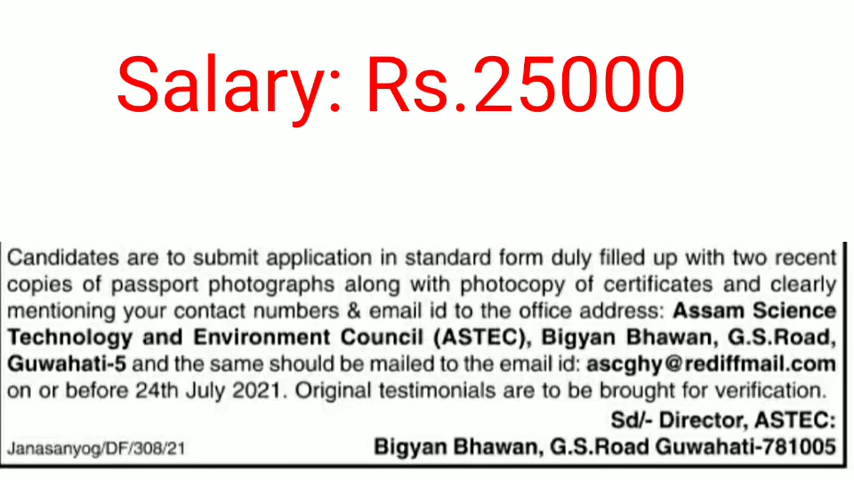 Salary: Rs.25000
Candidates are to submit application in standard form duly filled up with two recent
copies of passport photographs along with photocopy of certificates and clearly
mentioning your contact numbers & email id to the office address: Assam Science
Technology and Environment Council (ASTEC), Bigyan Bhawan, G.S.Road,
Guwahati-5 and the same should be mailed to the email id: ascghy@rediffmail.com
on or before 24th July 2021. Original testimonials are to be brought for verification.
Sd/- Director, ASTEC:
Janasanyog/DF/308/21 Bigyan Bhawan, G.S.Road Guwahati-781005